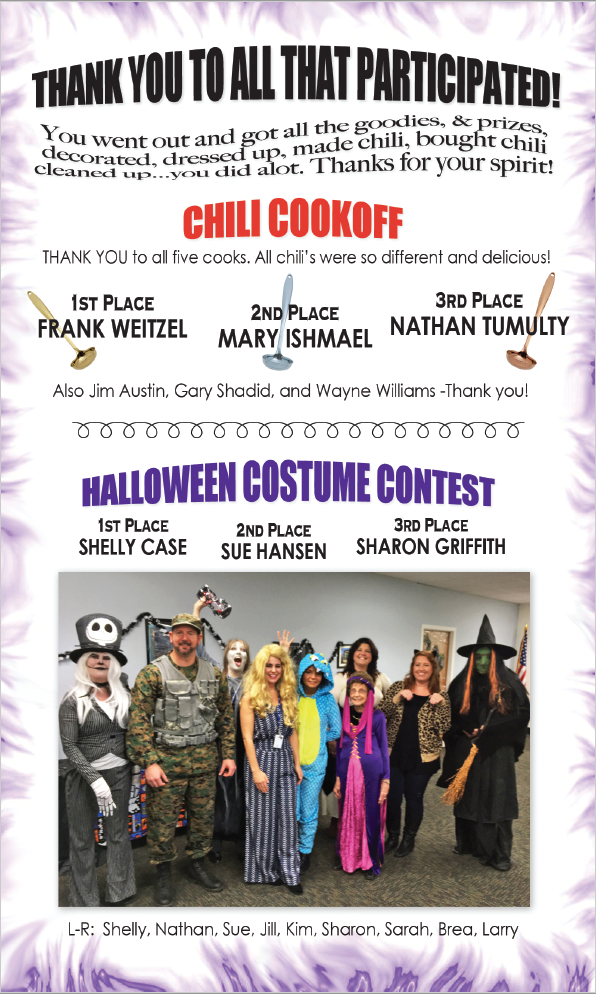 THANK YOU TO ALL THAT PARTICIPATED!
You went out and got all the goodies, & prizes,
decorated, dressed up, made chili, bought chili
cleaned up...you did alot. Thanks for your spirit!
CHILI COOKOFF
THANK YOU to all five cooks. All chili's were so different and delicious!
1ST PLACE
FRANK WEITZEL
2ND PLACE
MARY ISHMAEL
3RD PLACE
NATHAN TUMULTY
Also Jim Austin, Gary Shadid, and Wayne Williams -Thank you!
HALLOWEEN COSTUME CONTEST
1ST PLACE
SHELLY CASE
2ND PLACE
SUE HANSEN
3RD PLACE
SHARON GRIFFITH
L-R: Shelly, Nathan, Sue, Jill, Kim, Sharon, Sarah, Brea, Larry